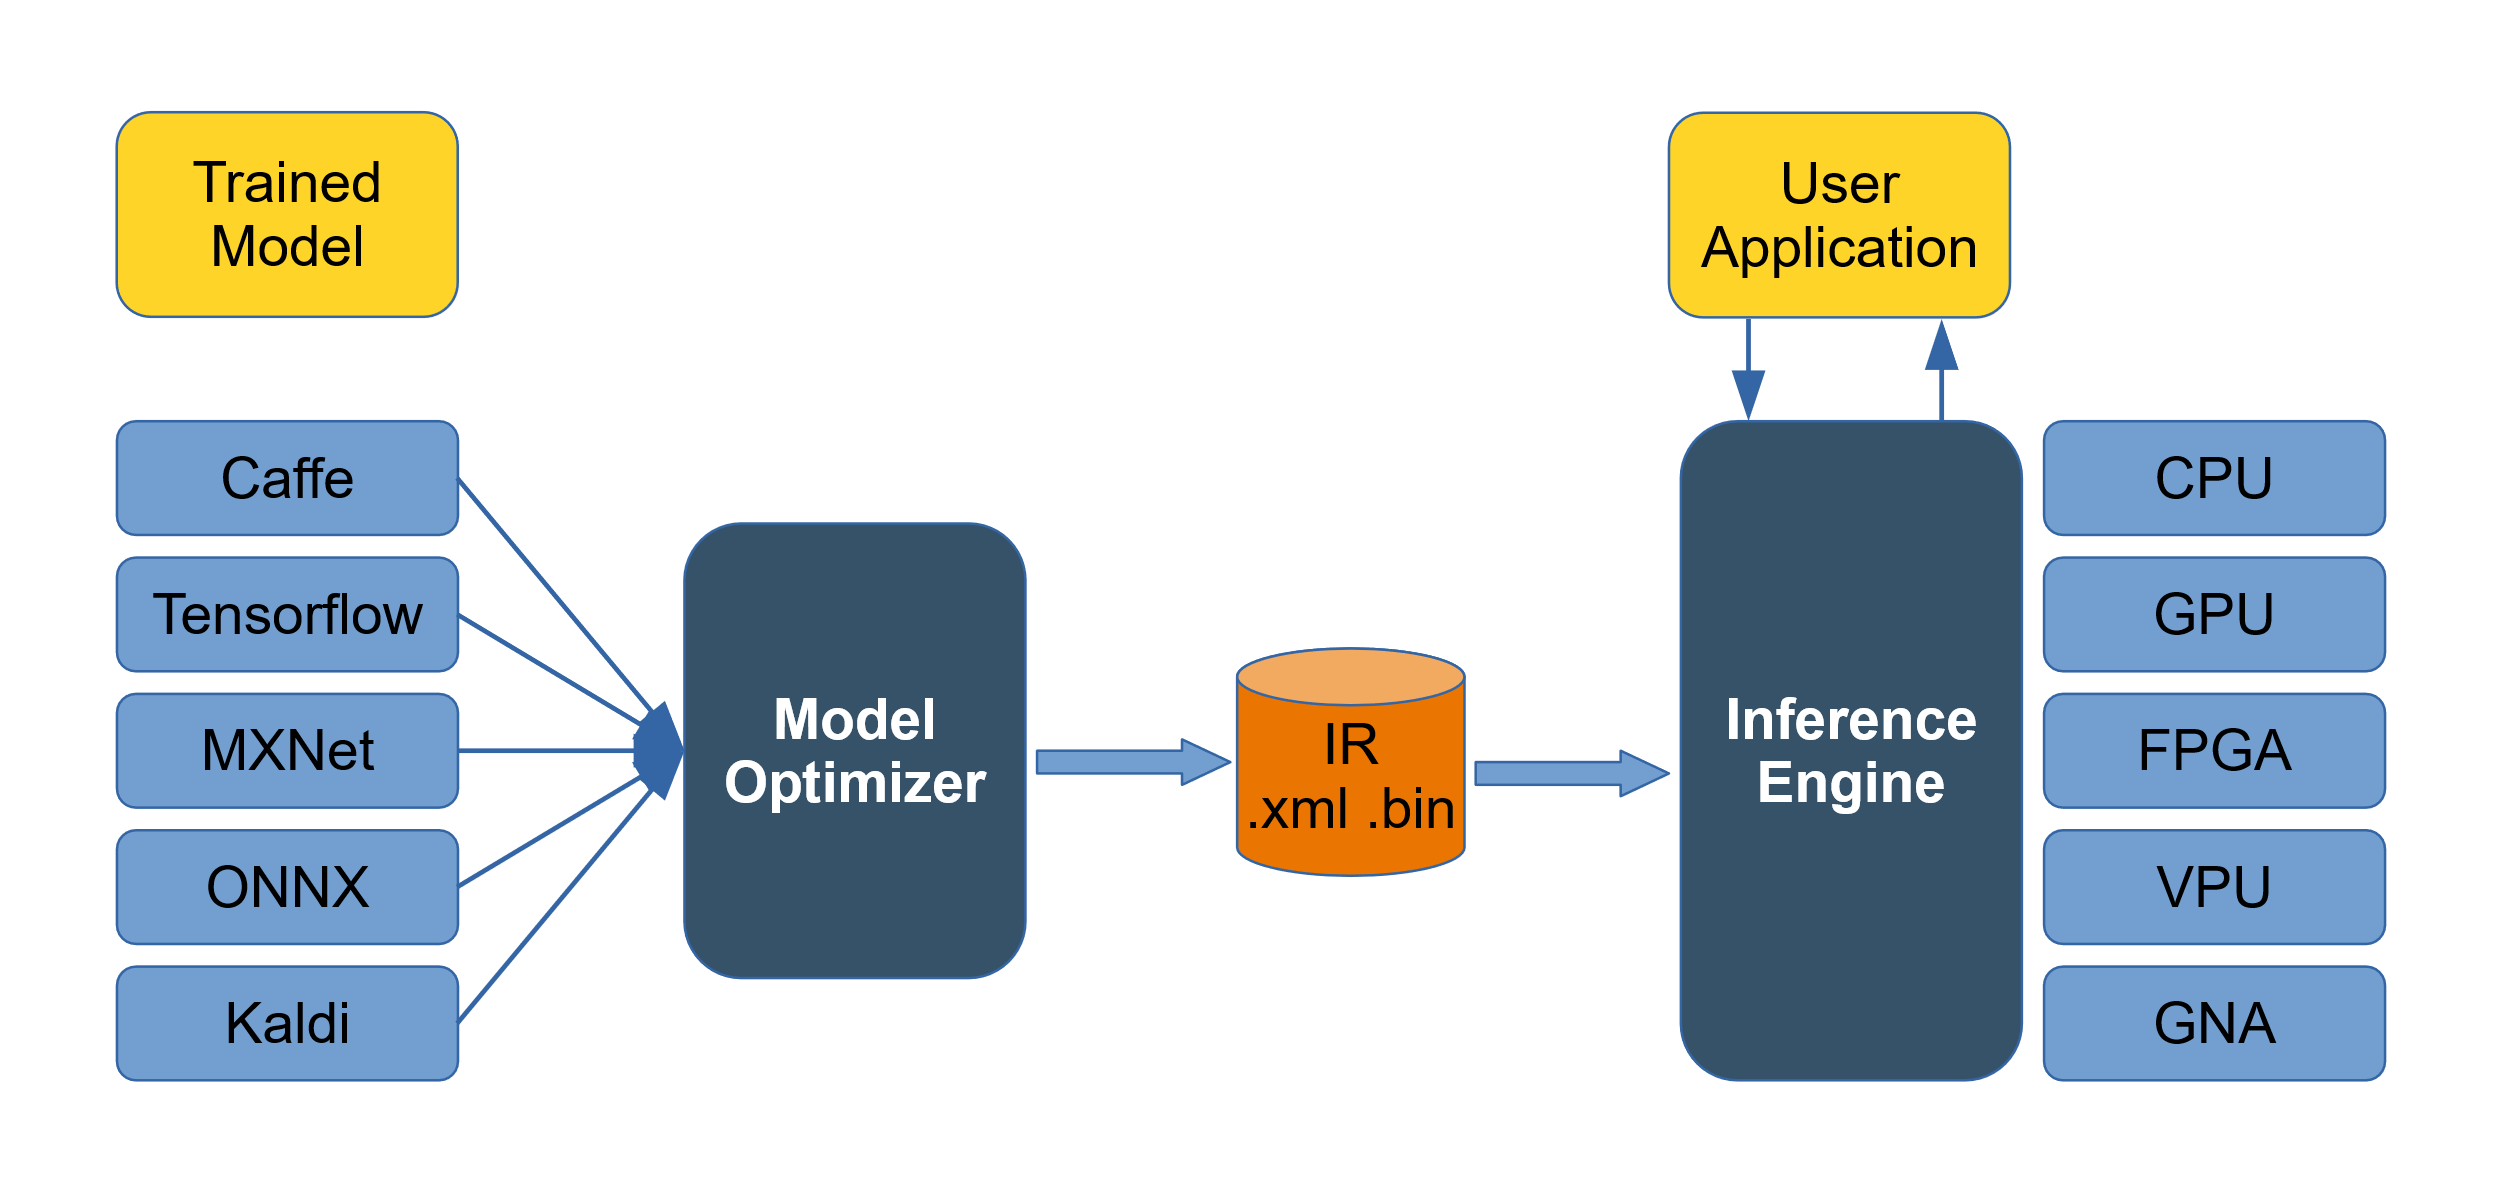 Trained
Model
User
Application
Caffe
Tensorflow
MXNet
ONNX
Kaldi
Model
Optimizer
IR
.xml .bin
Inference
Engine
CPU
GPU
FPGA
VPU
GNA